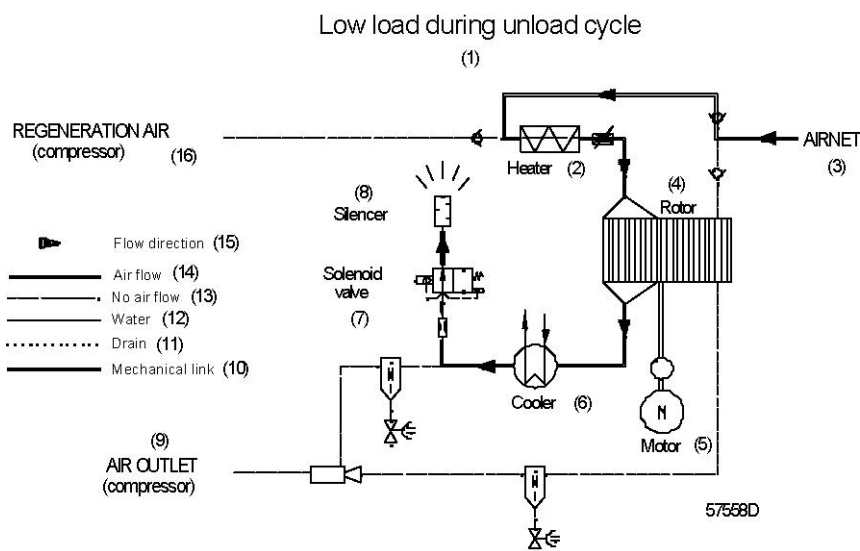 Low load during unload cycle
(1)
REGENERATION AIR
(compressor) (16)
AIRNET
(3)
Heater (2)
(4)
Rotor
(8)
Silencer
Flow direction (15)
Air flow (14)
No air flow (13)
Water (12)
Drain (11)
Mechanical link (10)
Solenoid
valve
(7)
Cooler (6)
N
Motor (5)
(9)
AIR OUTLET
(compressor)
57558D